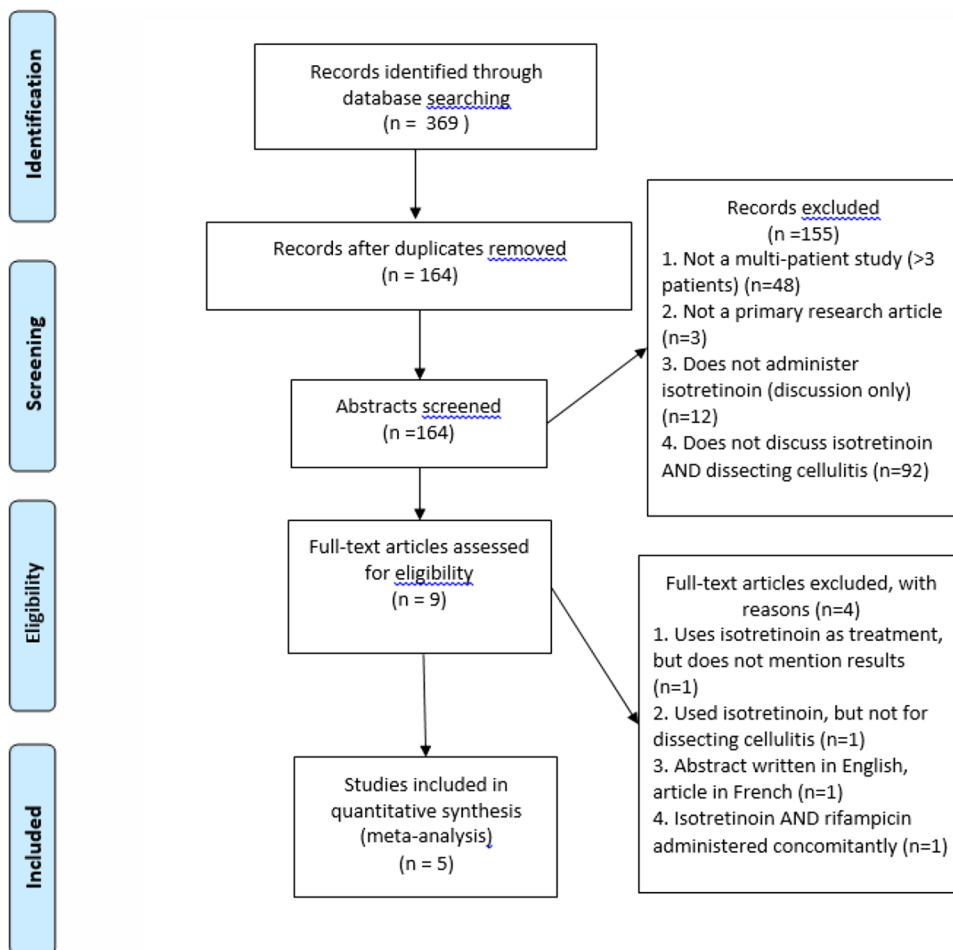 Identification
Records identified through
database searching
(n =  369 )
Records after duplicates removed
(n = 164)
Screening
Abstracts screened
(n =164)
Records excluded
(n =155)
1. Not a multi-patient study (>3
patients) (n=48)
2. Not a primary research article
(n=3)
3. Does not administer
isotretinoin (discussion only)
(n=12)
4. Does not discuss isotretinoin
AND dissecting cellulitis (n=92)
Eligibility
Full-text articles assessed
for eligibility
(n = 9)
Full-text articles excluded, with
reasons (n=4)
1. Uses isotretinoin as treatment,
but does not mention results
(n=1)
2. Used isotretinoin, but not for
dissecting cellulitis (n=1)
3. Abstract written in English,
article in French (n=1)
4. Isotretinoin AND rifampicin
administered concomitantly (n=1)
Included
Studies included in
quantitative synthesis
(meta-analysis)
(n = 5)